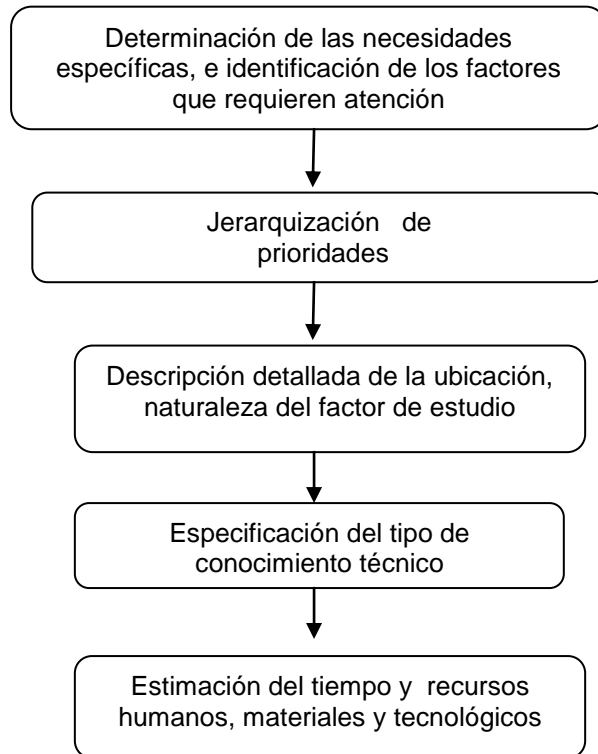 Determinación de las necesidades
específicas, e identificación de los factores
que requieren atención
Jerarquización de
prioridades
Descripción detallada de la ubicación,
naturaleza del factor de estudio
Especificación del tipo de
conocimiento técnico
Estimación del tiempo y recursos
humanos, materiales y tecnológicos